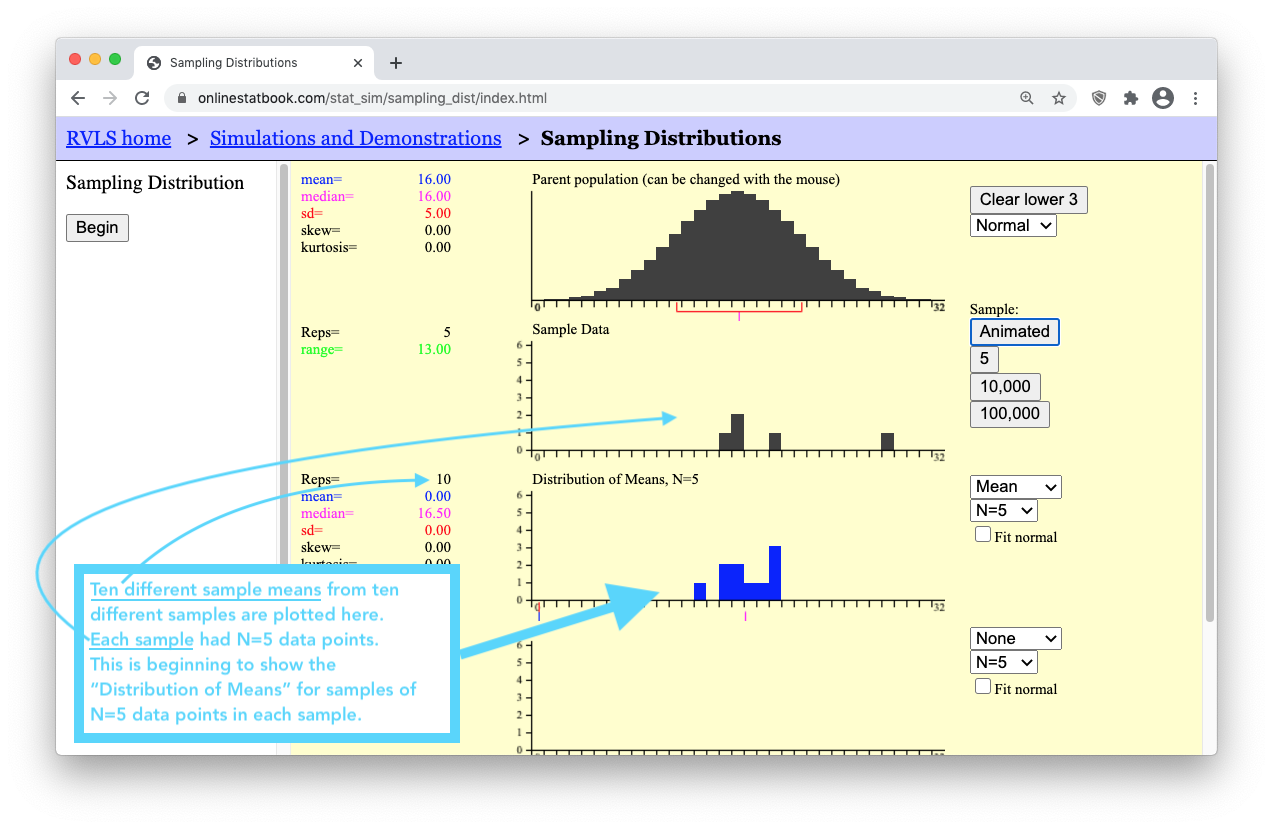 Sampling Distributions
onlinestatbook.com/stat_sim/sampling_dist/index.html
RVLS home > Simulations and Demonstrations > Sampling Distributions
Sampling Distribution
Begin
mean= 16.00
median= 16.00
sd= 5.00
skew= 0.00
kurtosis= 0.00
Parent population (can be changed with the mouse)
0 32
Clear lower 3
Normal
Reps= 5
range= 13.00
Sample Data
6
5
4
3
2
1
0
0 32
Sample:
Animated
5
10,000
100,000
Reps= 10
mean= 0.00
median= 16.50
sd= 0.00
skew= 0.00
kurtosis= 0.00
Distribution of Means, N=5
6
5
4
3
2
1
0
0 32
Mean
N=5
Fit normal
Ten different sample means from ten
different samples are plotted here.
Each sample had N=5 data points.
This is beginning to show the
“Distribution of Means” for samples of
N=5 data points in each sample.
6
5
4
3
2
1
0
None
N=5
Fit normal